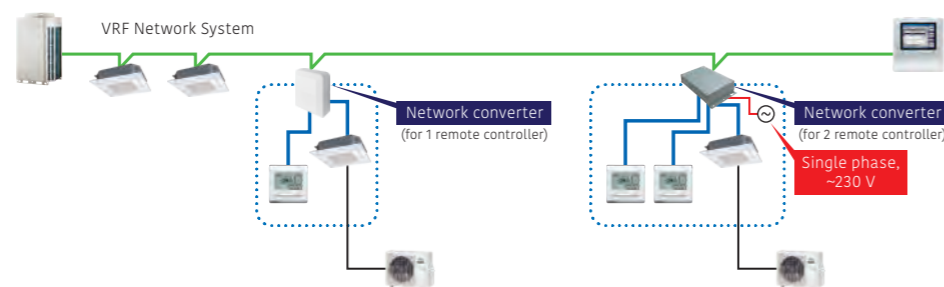 VRF Network System
Network converter
(for 1 remote controller)
Network converter
(for 2 remote controller)
Single phase,
~230 V